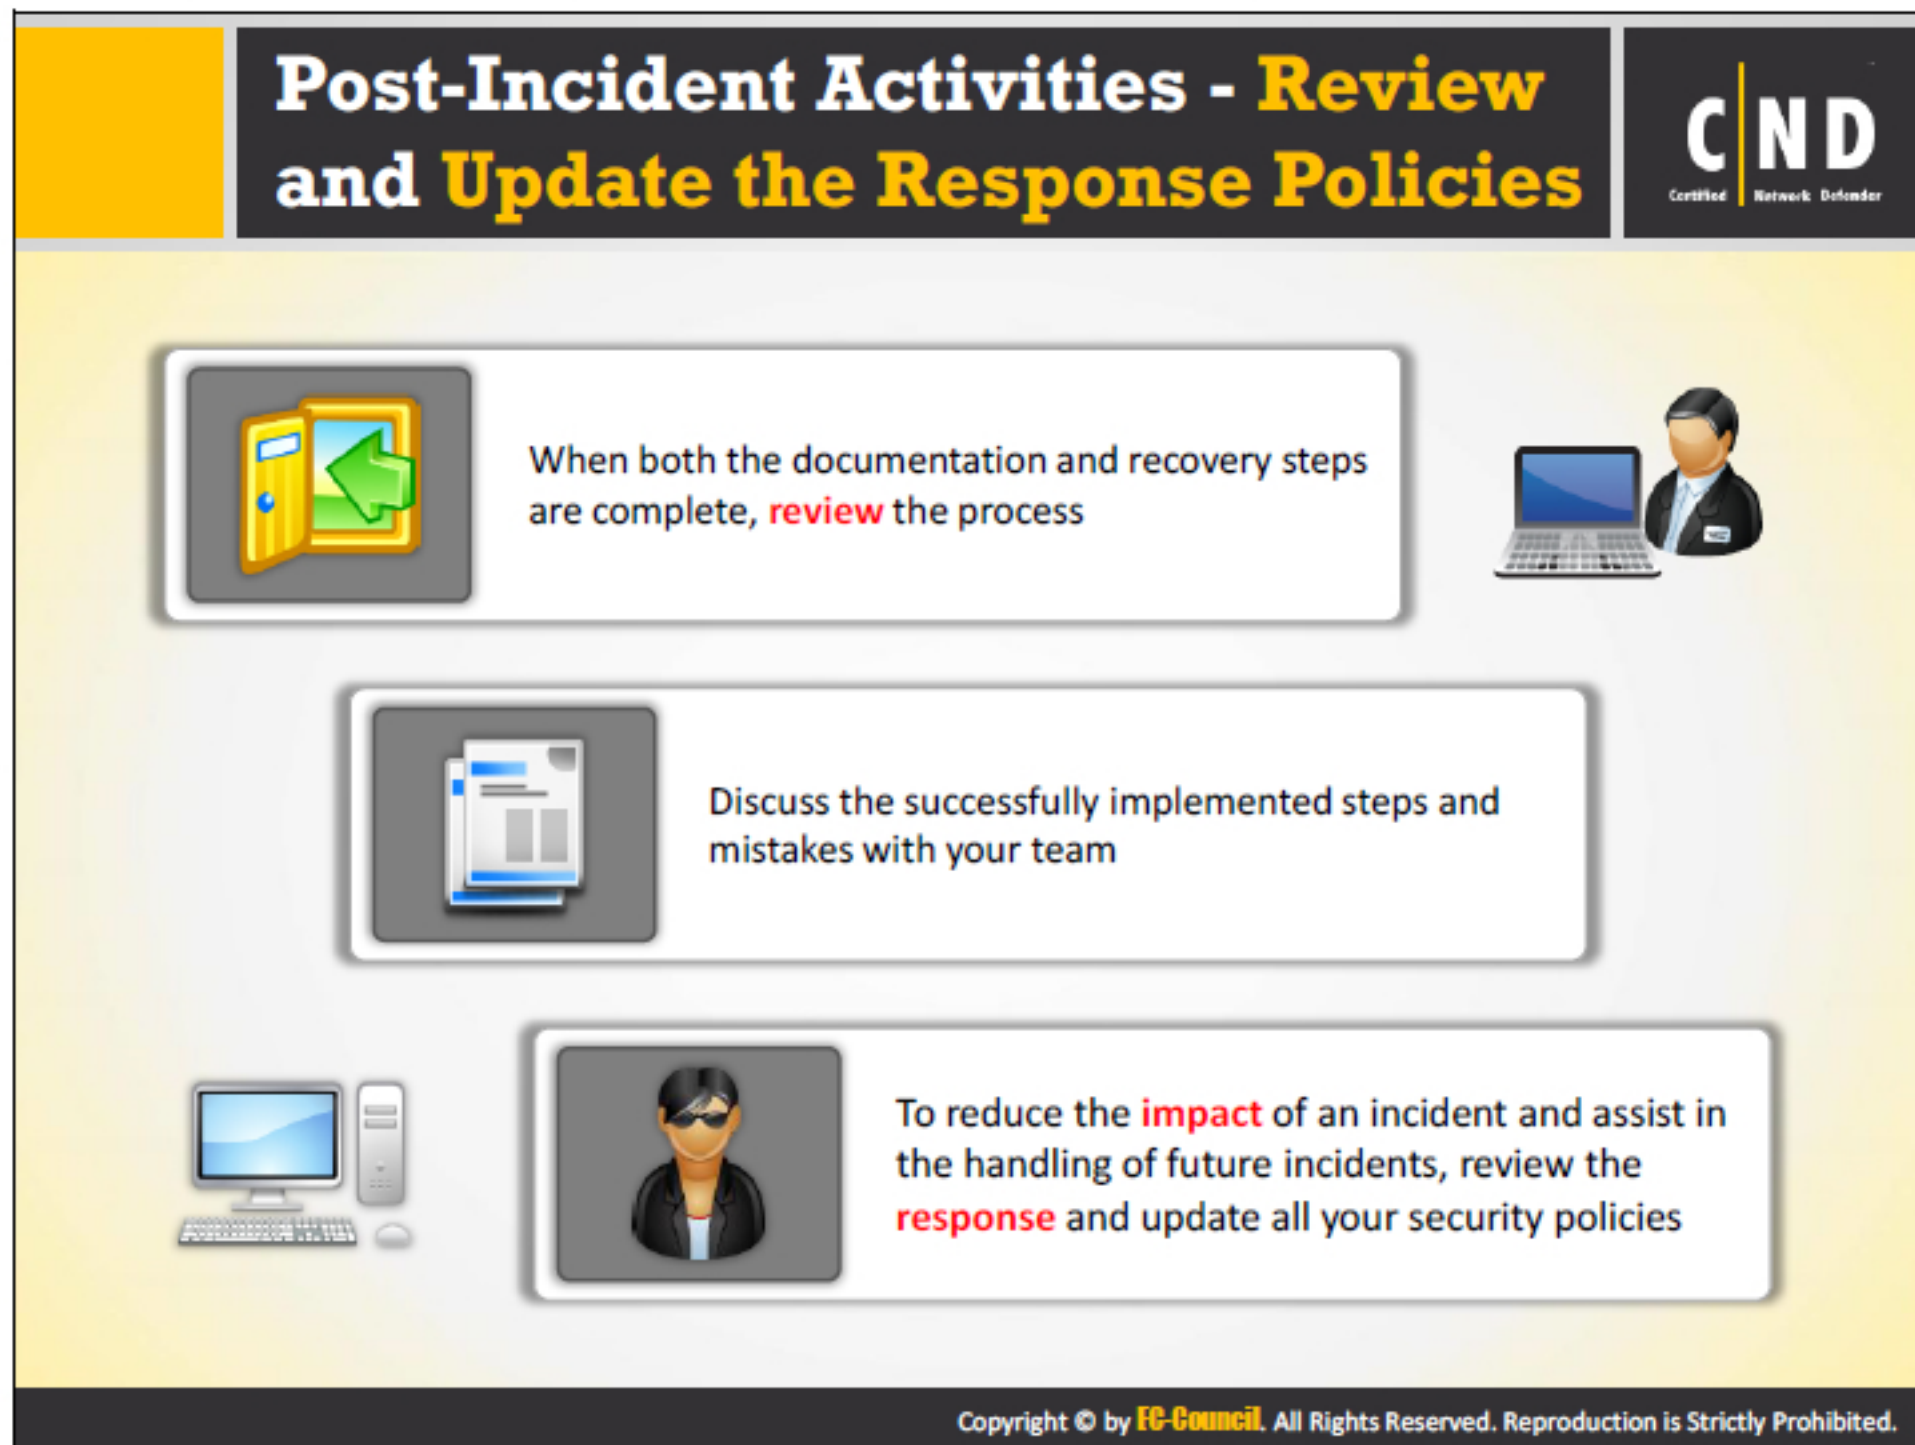 Post-Incident Activities - Review
and Update the Response Policies
C N D
Certified Network Defender
When both the documentation and recovery steps
are complete, review the process
Discuss the successfully implemented steps and
mistakes with your team
To reduce the impact of an incident and assist in
the handling of future incidents, review the
response and update all your security policies
Copyright © by EC-Council. All Rights Reserved. Reproduction is Strictly Prohibited.